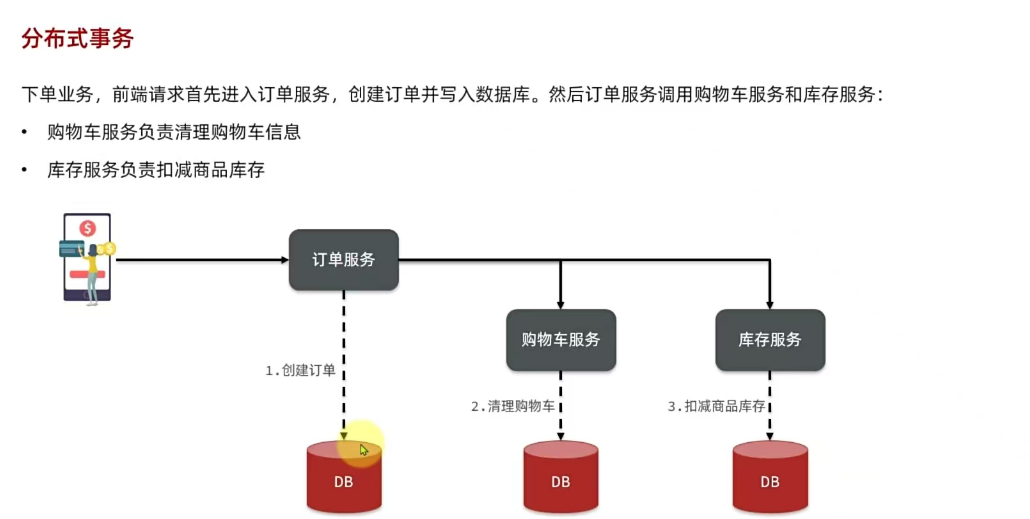 分布式事务
下单业务，前端请求首先进入订单服务，创建订单并写入数据库。然后订单服务调用购物车服务和库存服务：
• 购物车服务负责清理购物车信息
• 库存服务负责扣减商品库存
$
$
订单服务
购物车服务
库存服务
1.创建订单
2.清理购物车
3.扣减商品库存
DB
DB
DB